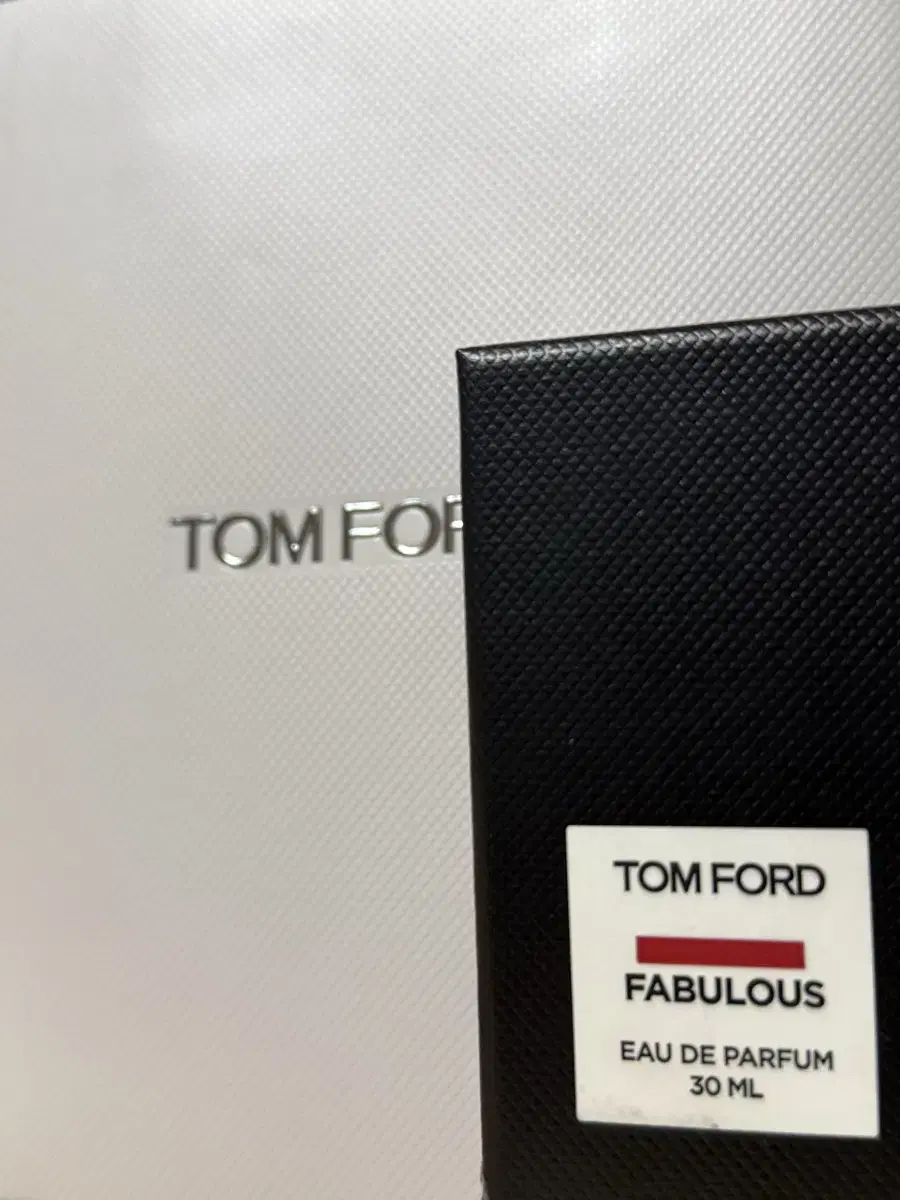 TOM FOR
TOM FORD
FABULOUS
EAU DE PARFUM
30 ML